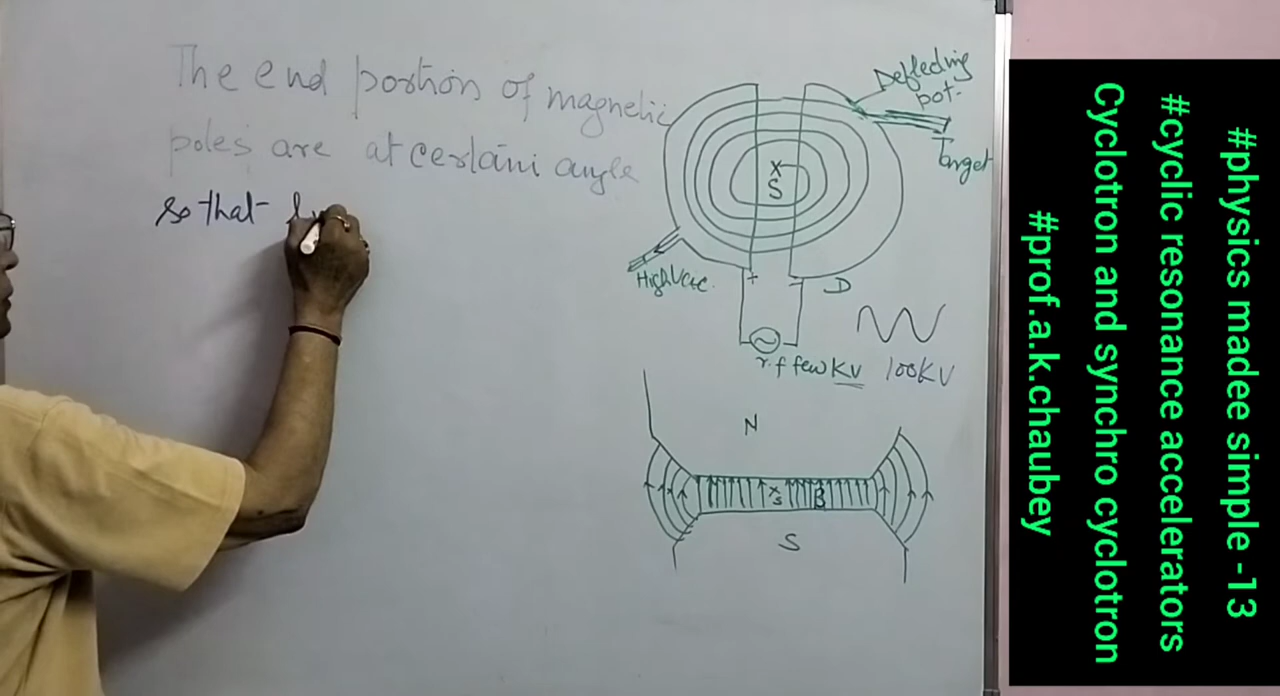 The end portion of magnetic
poles are at certain angle
so that
Deflecting
pot.
Target
X
S
High Vac.
+
-
D
r.f few KV 100KV
N
x
s
B
S
#physics madee simple -13
#cyclic resonance accelerators
Cyclotron and synchro cyclotron
#prof.a.k.chaubey